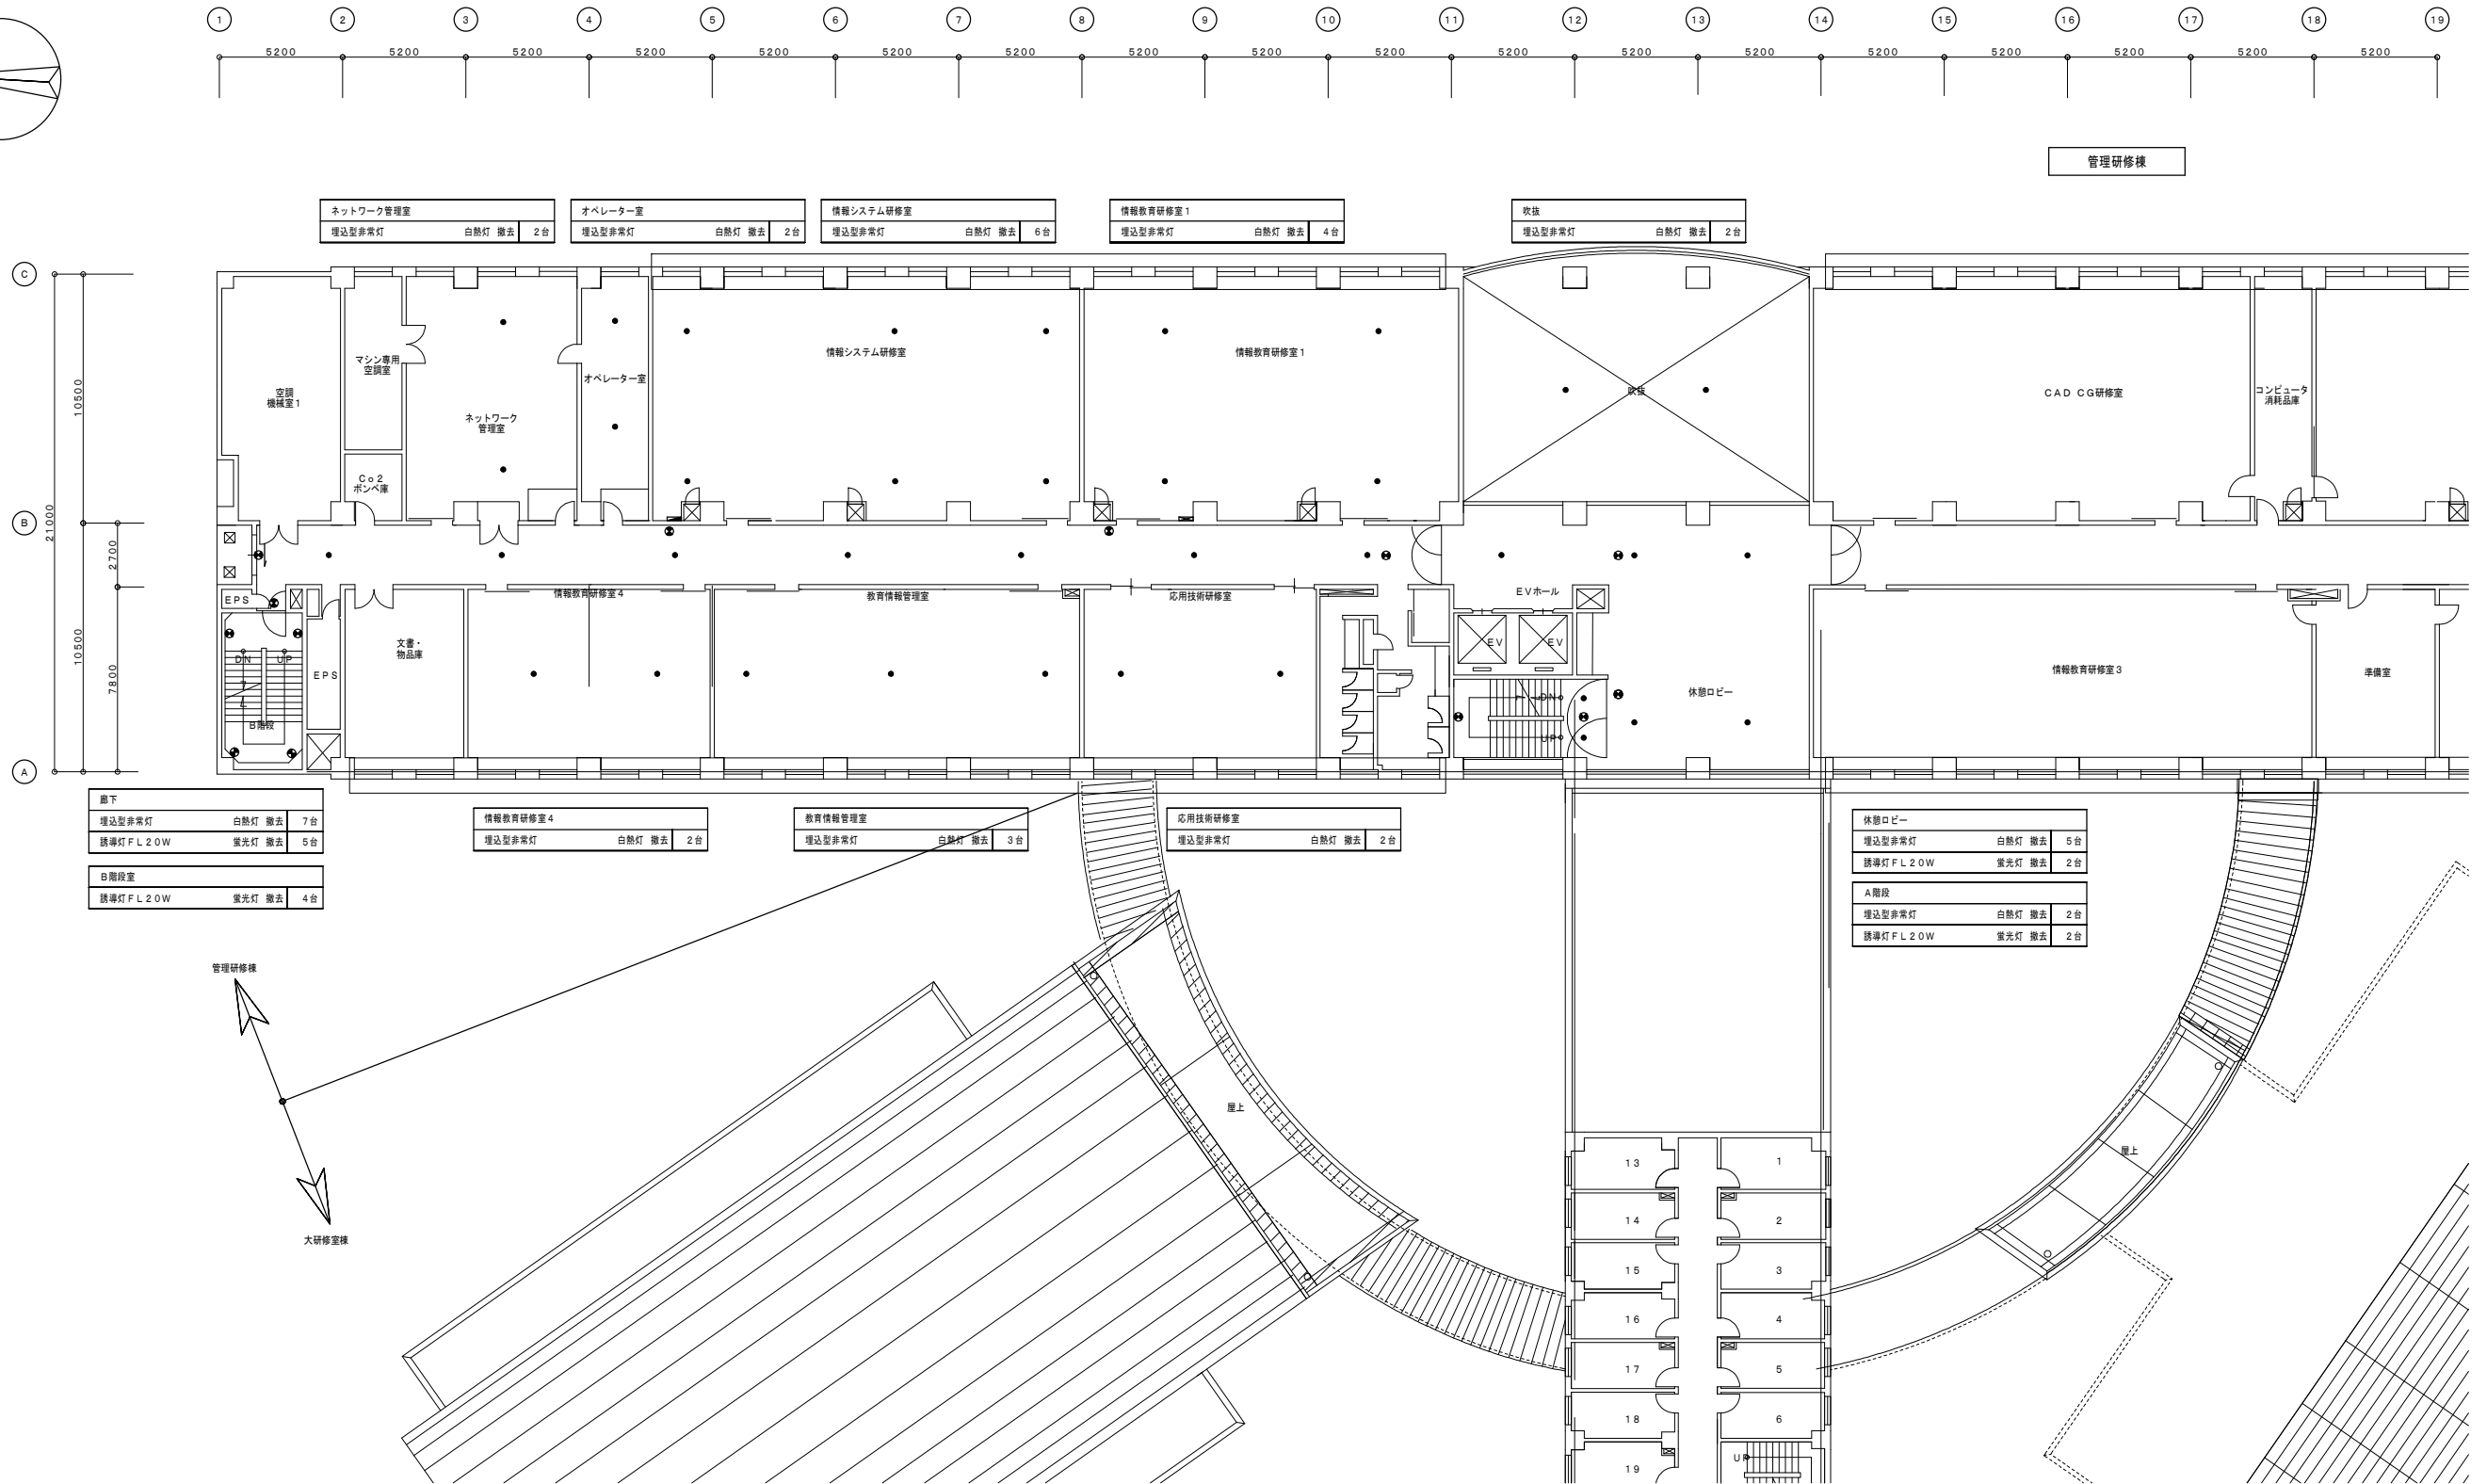 1 2 3 4 5 6 7 8 9 10 11 12 13 14 15 16 17 18 19
5200 5200 5200 5200 5200 5200 5200 5200 5200 5200 5200 5200 5200 5200 5200 5200 5200 5200
管理研修棟
ネットワーク管理室
埋込型非常灯 白熱灯 撤去 2台
オペレーター室
埋込型非常灯 白熱灯 撤去 2台
情報システム研修室
埋込型非常灯 白熱灯 撤去 6台
情報教育研修室1
埋込型非常灯 白熱灯 撤去 4台
吹抜
埋込型非常灯 白熱灯 撤去 2台
C
B
A
21000
10500
10500
2700
7800
空調
機械室1
マシン専用
空調室
Co2
ボンベ庫
ネットワーク
管理室
オペレーター室
情報システム研修室
情報教育研修室1
吹抜
CAD CG研修室
コンピュータ
消耗品庫
EPS
DN UP
B階段
EPS
文書・
物品庫
情報教育研修室4
教育情報管理室
応用技術研修室
EVホール
EV EV
DN
UP
休憩ロビー
情報教育研修室3
準備室
廊下
埋込型非常灯 白熱灯 撤去 7台
誘導灯FL20W 蛍光灯 撤去 5台
B階段室
誘導灯FL20W 蛍光灯 撤去 4台
情報教育研修室4
埋込型非常灯 白熱灯 撤去 2台
教育情報管理室
埋込型非常灯 白熱灯 撤去 3台
応用技術研修室
埋込型非常灯 白熱灯 撤去 2台
休憩ロビー
埋込型非常灯 白熱灯 撤去 5台
誘導灯FL20W 蛍光灯 撤去 2台
A階段
埋込型非常灯 白熱灯 撤去 2台
誘導灯FL20W 蛍光灯 撤去 2台
管理研修棟
大研修室棟
屋上
屋上
13 1
14 2
15 3
16 4
17 5
18 6
19
UP